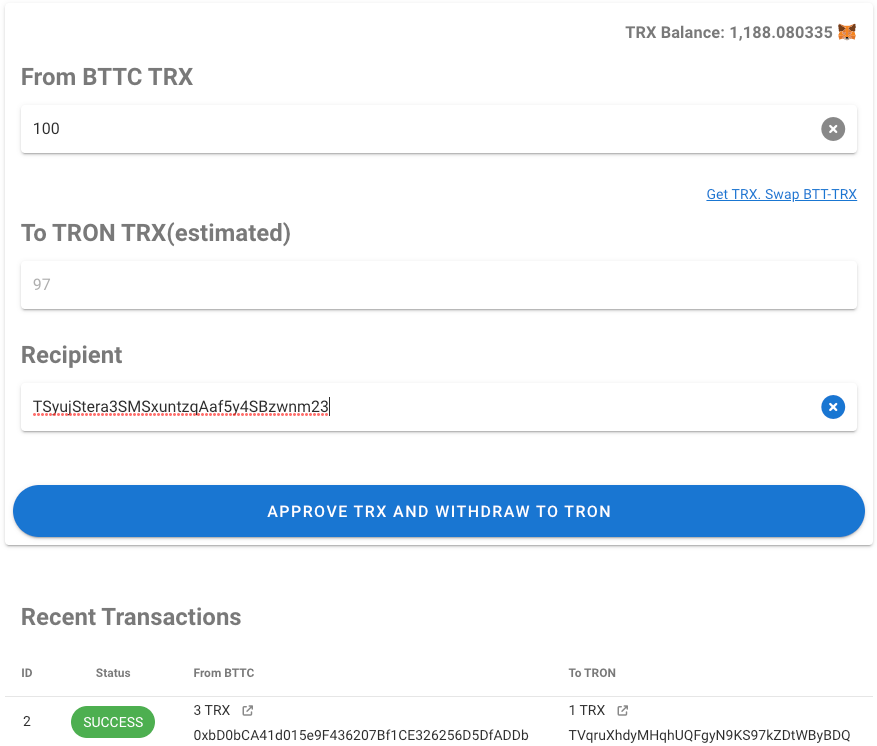 TRX Balance: 1,188.080335
From BTTC TRX
100
Get TRX. Swap BTT-TRX
To TRON TRX(estimated)
97
Recipient
TSyujStera3SMSxuntzqAaf5y4SBzwnm23
APPROVE TRX AND WITHDRAW TO TRON
Recent Transactions
ID Status From BTTC To TRON
2 SUCCESS 3 TRX 1 TRX
0xbD0bCA41d015e9F436207Bf1CE326256D5DfADDb TVqruXhdyMHqhUQFgyN9KS97kZDtWByBDQ